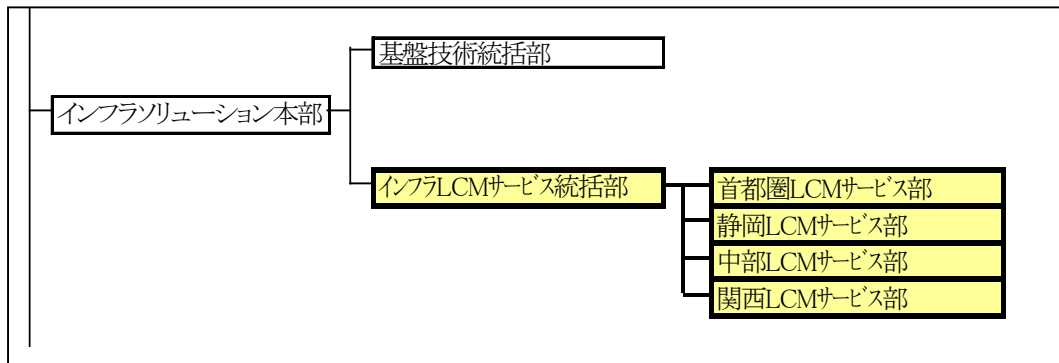 基盤技術統括部
インフラソリューション本部
インフラLCMサービス統括部
首都圏LCMサービス部
静岡LCMサービス部
中部LCMサービス部
関西LCMサービス部